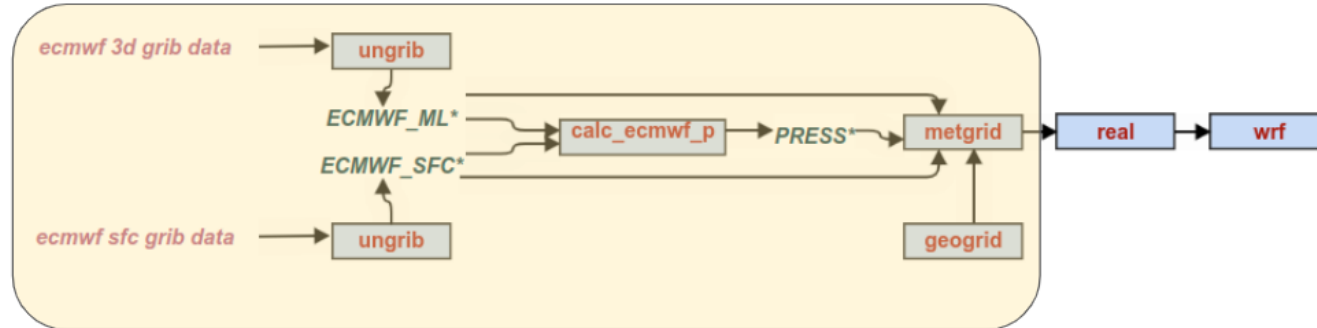 ecmwf 3d grib data
ungrib
ECMWF_ML*
calc_ecmwf_p
PRESS*
metgrid
real
wrf
ECMWF_SFC*
ecmwf sfc grib data
ungrib
geogrid